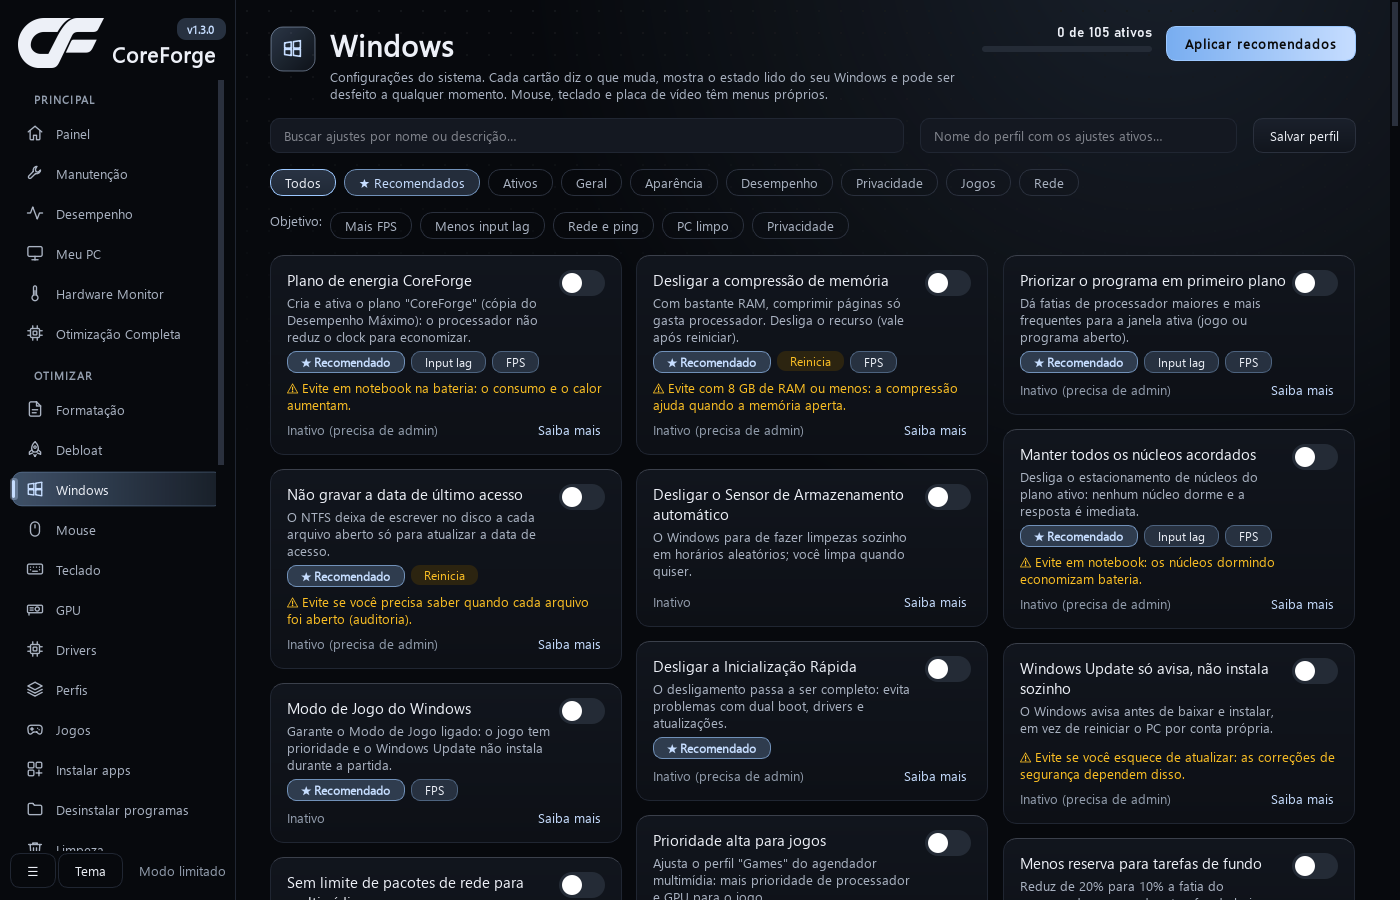 v1.3.0
CoreForge
PRINCIPAL
Painel
Manutenção
Desempenho
Meu PC
Hardware Monitor
Otimização Completa
OTIMIZAR
Formatação
Debloat
Windows
Mouse
Teclado
GPU
Drivers
Perfis
Jogos
Instalar apps
Desinstalar programas
Limpeza
☰
Tema
Modo limitado
Windows
Configurações do sistema. Cada cartão diz o que muda, mostra o estado lido do seu Windows e pode ser
desfeito a qualquer momento. Mouse, teclado e placa de vídeo têm menus próprios.
0 de 105 ativos
Aplicar recomendados
Buscar ajustes por nome ou descrição...
Nome do perfil com os ajustes ativos...
Salvar perfil
Todos
★ Recomendados
Ativos
Geral
Aparência
Desempenho
Privacidade
Jogos
Rede
Objetivo:
Mais FPS
Menos input lag
Rede e ping
PC limpo
Privacidade
Plano de energia CoreForge
Cria e ativa o plano "CoreForge" (cópia do
Desempenho Máximo): o processador não
reduz o clock para economizar.
★ Recomendado
Input lag
FPS
⚠ Evite em notebook na bateria: o consumo e o calor
aumentam.
Inativo (precisa de admin)
Saiba mais
Não gravar a data de último acesso
O NTFS deixa de escrever no disco a cada
arquivo aberto só para atualizar a data de
acesso.
★ Recomendado
Reinicia
⚠ Evite se você precisa saber quando cada arquivo
foi aberto (auditoria).
Inativo (precisa de admin)
Saiba mais
Modo de Jogo do Windows
Garante o Modo de Jogo ligado: o jogo tem
prioridade e o Windows Update não instala
durante a partida.
★ Recomendado
FPS
Inativo
Saiba mais
Sem limite de pacotes de rede para
Desligar a compressão de memória
Com bastante RAM, comprimir páginas só
gasta processador. Desliga o recurso (vale
após reiniciar).
★ Recomendado
Reinicia
FPS
⚠ Evite com 8 GB de RAM ou menos: a compressão
ajuda quando a memória aperta.
Inativo (precisa de admin)
Saiba mais
Desligar o Sensor de Armazenamento
automático
O Windows para de fazer limpezas sozinho
em horários aleatórios; você limpa quando
quiser.
Inativo
Saiba mais
Desligar a Inicialização Rápida
O desligamento passa a ser completo: evita
problemas com dual boot, drivers e
atualizações.
★ Recomendado
Inativo (precisa de admin)
Saiba mais
Prioridade alta para jogos
Ajusta o perfil "Games" do agendador
multimídia: mais prioridade de processador
e GPU para o jogo.
Priorizar o programa em primeiro plano
Dá fatias de processador maiores e mais
frequentes para a janela ativa (jogo ou
programa aberto).
★ Recomendado
Input lag
FPS
Inativo (precisa de admin)
Saiba mais
Manter todos os núcleos acordados
Desliga o estacionamento de núcleos do
plano ativo: nenhum núcleo dorme e a
resposta é imediata.
★ Recomendado
Input lag
FPS
⚠ Evite em notebook: os núcleos dormindo
economizam bateria.
Inativo (precisa de admin)
Saiba mais
Windows Update só avisa, não instala
sozinho
O Windows avisa antes de baixar e instalar,
em vez de reiniciar o PC por conta própria.
⚠ Evite se você esquece de atualizar: as correções de
segurança dependem disso.
Inativo (precisa de admin)
Saiba mais
Menos reserva para tarefas de fundo
Reduz de 20% para 10% a fatia do